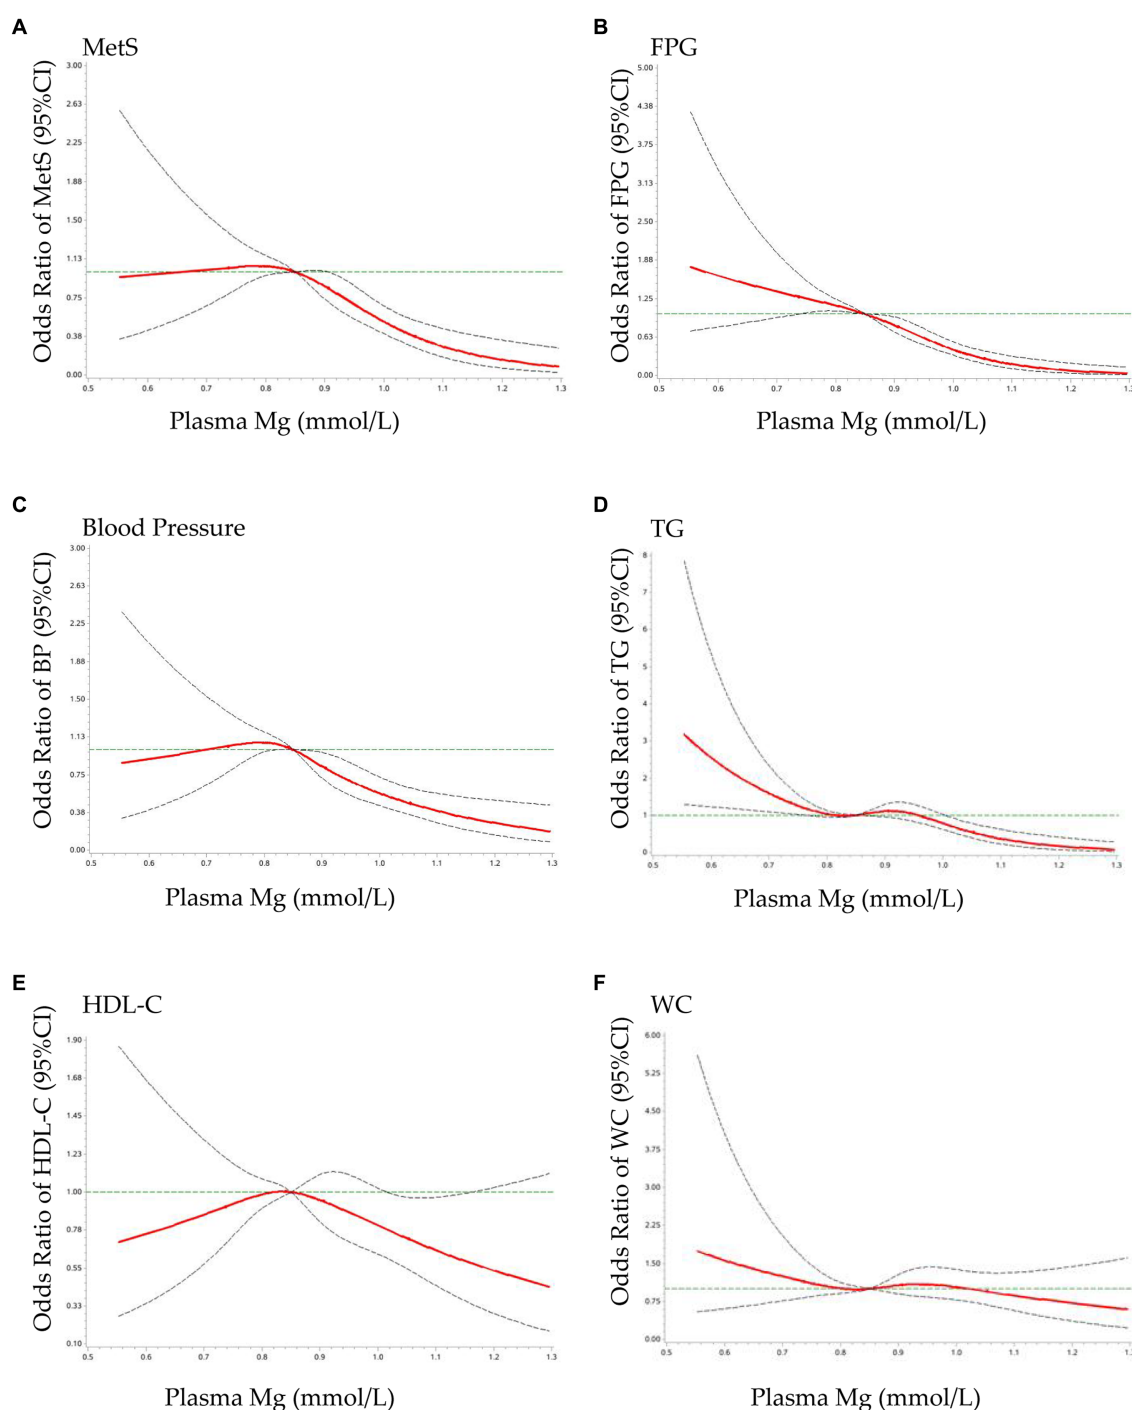 A
MetS
Odds Ratio of MetS (95%CI)
3.00
2.63
2.25
1.88
1.50
1.13
0.75
0.38
0.00
0.5 0.6 0.7 0.8 0.9 1.0 1.1 1.2 1.3
Plasma Mg (mmol/L)
B
FPG
Odds Ratio of FPG (95%CI)
5.00
4.38
3.75
3.13
2.50
1.88
1.25
0.63
0.00
0.5 0.6 0.7 0.8 0.9 1.0 1.1 1.2 1.3
Plasma Mg (mmol/L)
C
Blood Pressure
Odds Ratio of BP (95%CI)
3.00
2.63
2.25
1.88
1.50
1.13
0.75
0.38
0.00
0.5 0.6 0.7 0.8 0.9 1.0 1.1 1.2 1.3
Plasma Mg (mmol/L)
D
TG
Odds Ratio of TG (95%CI)
8
7
6
5
4
3
2
1
0
0.5 0.6 0.7 0.8 0.9 1.0 1.1 1.2 1.3
Plasma Mg (mmol/L)
E
HDL-C
Odds Ratio of HDL-C (95%CI)
1.90
1.68
1.45
1.23
1.00
0.78
0.55
0.33
0.10
0.5 0.6 0.7 0.8 0.9 1.0 1.1 1.2 1.3
Plasma Mg (mmol/L)
F
WC
Odds Ratio of WC (95%CI)
6.00
5.25
4.50
3.75
3.00
2.25
1.50
0.75
0.00
0.5 0.6 0.7 0.8 0.9 1.0 1.1 1.2 1.3
Plasma Mg (mmol/L)